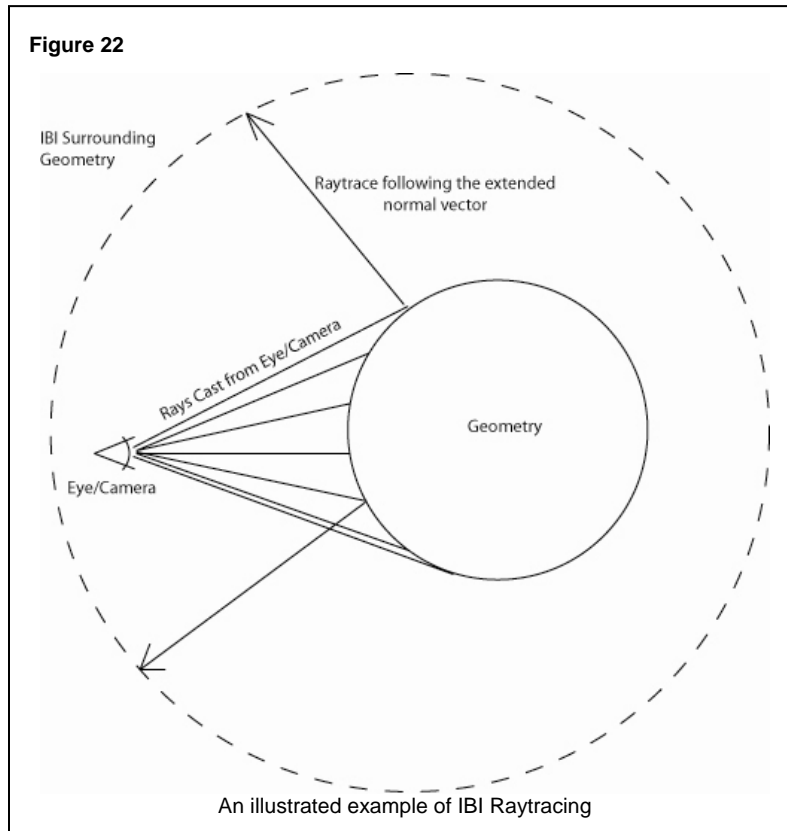 Figure 22
IBI Surrounding
Geometry
Raytrace following the extended
normal vector
Rays Cast from Eye/Camera
Geometry
Eye/Camera
An illustrated example of IBI Raytracing